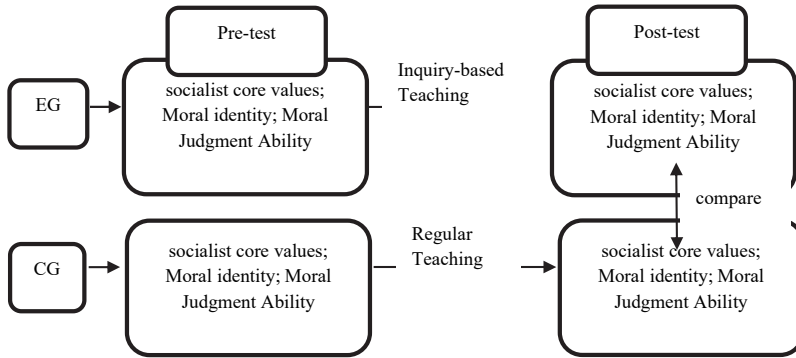 Pre-test
Post-test
EG
socialist core values;
Moral identity; Moral
Judgment Ability
Inquiry-based
Teaching
socialist core values;
Moral identity; Moral
Judgment Ability
compare
CG
socialist core values;
Moral identity; Moral
Judgment Ability
Regular
Teaching
socialist core values;
Moral identity; Moral
Judgment Ability